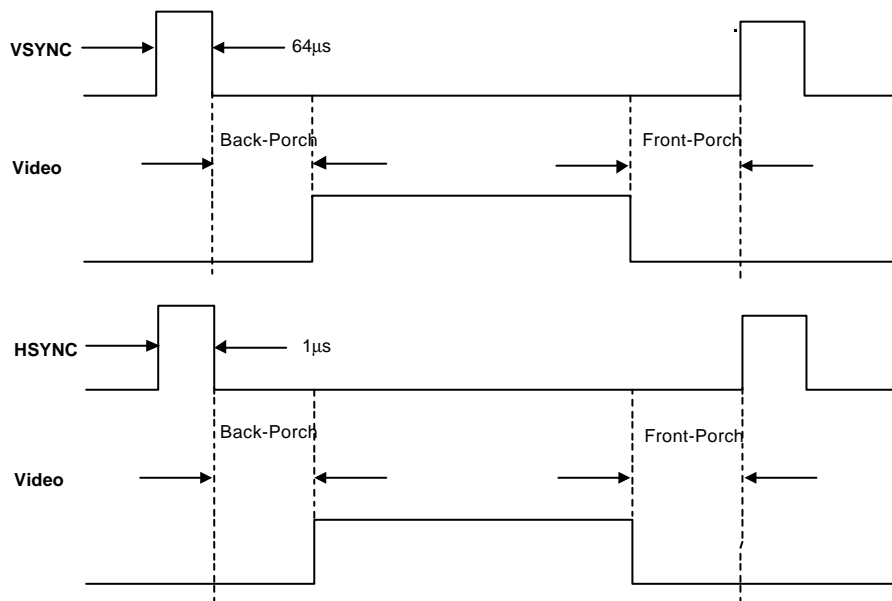 VSYNC
64µs
Back-Porch
Front-Porch
Video
HSYNC
1µs
Back-Porch
Front-Porch
Video